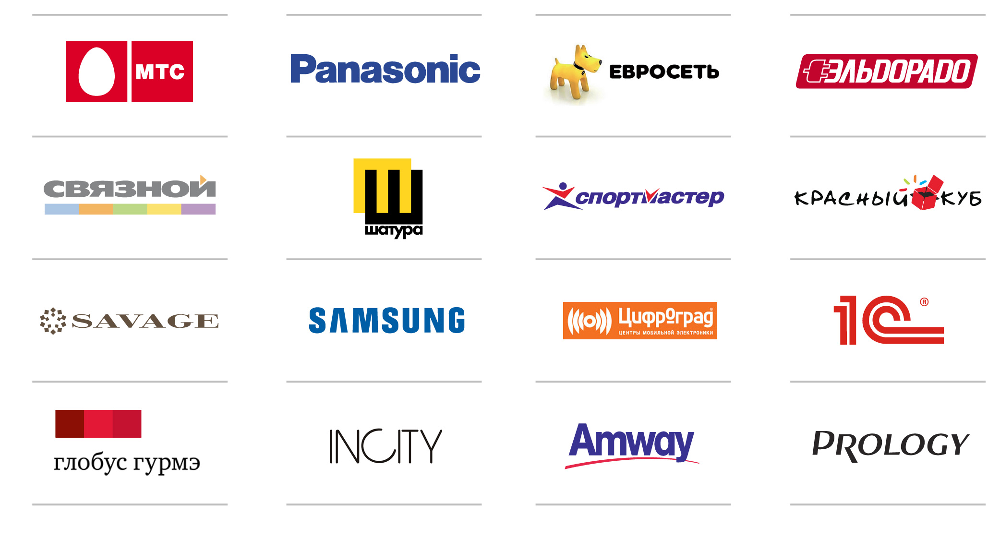 МТС
Panasonic
ЕВРОСЕТЬ
ЭЛЬДОРАДО
СВЯЗНОЙ
Ш
шатура
спортмастер
КРАСНЫЙ КУБ
SAVAGE
SAMSUNG
Цифроград
ЦЕНТРЫ МОБИЛЬНОЙ ЭЛЕКТРОНИКИ
1С®
глобус гурмэ
INCITY
Amway
PROLOGY